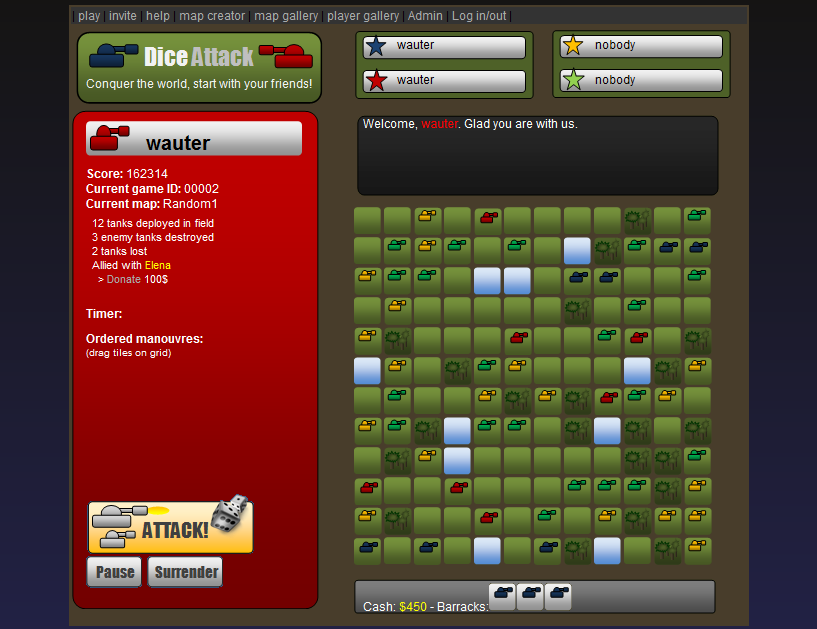 | play | invite | help | map creator | map gallery | player gallery | Admin | Log in/out |
Dice Attack
Conquer the world, start with your friends!
wauter
nobody
wauter
nobody
wauter
Score: 162314
Current game ID: 00002
Current map: Random1
12 tanks deployed in field
3 enemy tanks destroyed
2 tanks lost
Allied with Elena
> Donate 100$
Timer:
Ordered manouvres:
(drag tiles on grid)
ATTACK!
Pause
Surrender
Welcome, wauter. Glad you are with us.
Cash: $450 - Barracks: